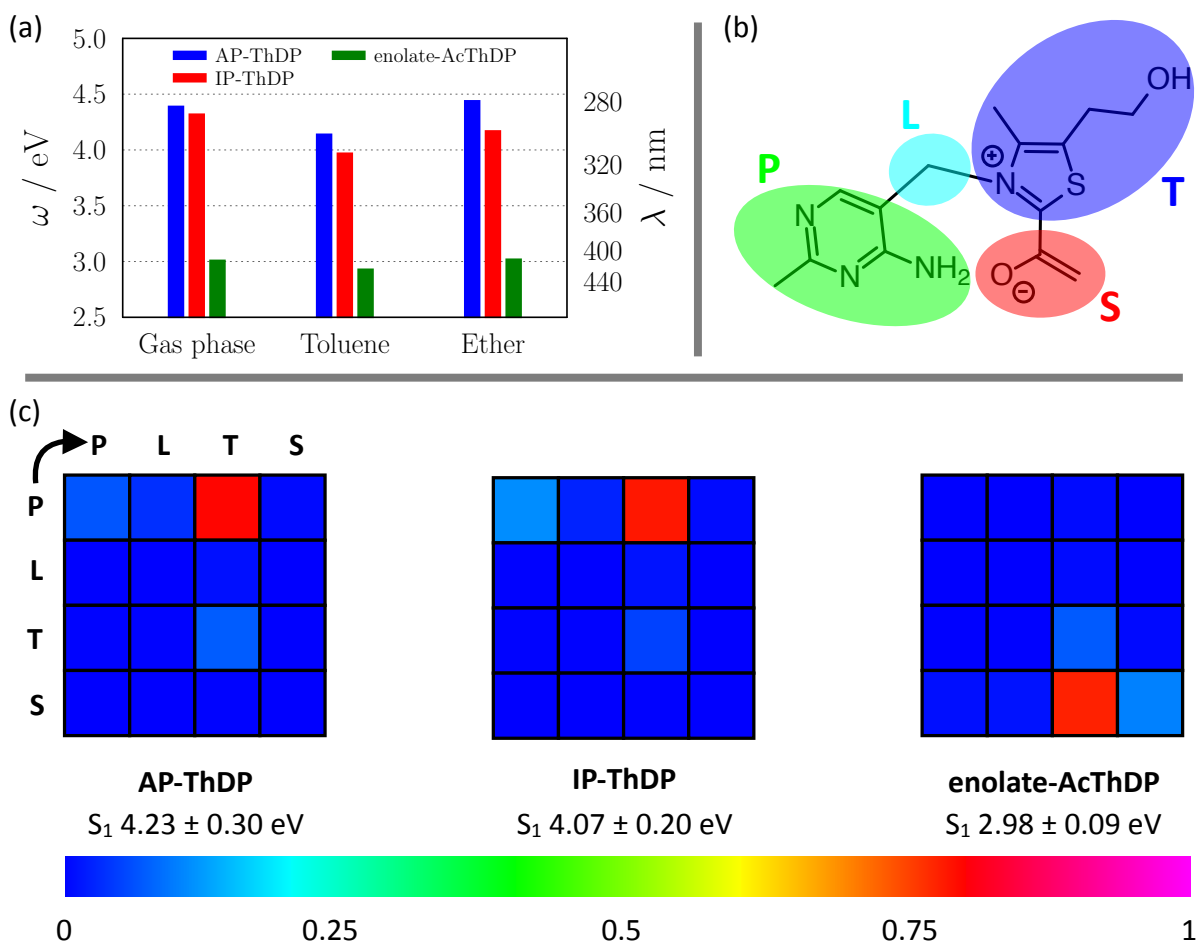 (a)
5.0
4.5
4.0
3.5
3.0
2.5
ω / eV
AP-ThDP
enolate-AcThDP
IP-ThDP
280
320
360
400
440
λ / nm
Gas phase Toluene Ether
(b)
OH
L
P
N
⊕
N
S
T
N
N
NH₂
O
⊖
S
(c)
P L T S
P
L
T
S
AP-ThDP IP-ThDP enolate-AcThDP
S₁ 4.23 ± 0.30 eV S₁ 4.07 ± 0.20 eV S₁ 2.98 ± 0.09 eV
0 0.25 0.5 0.75 1